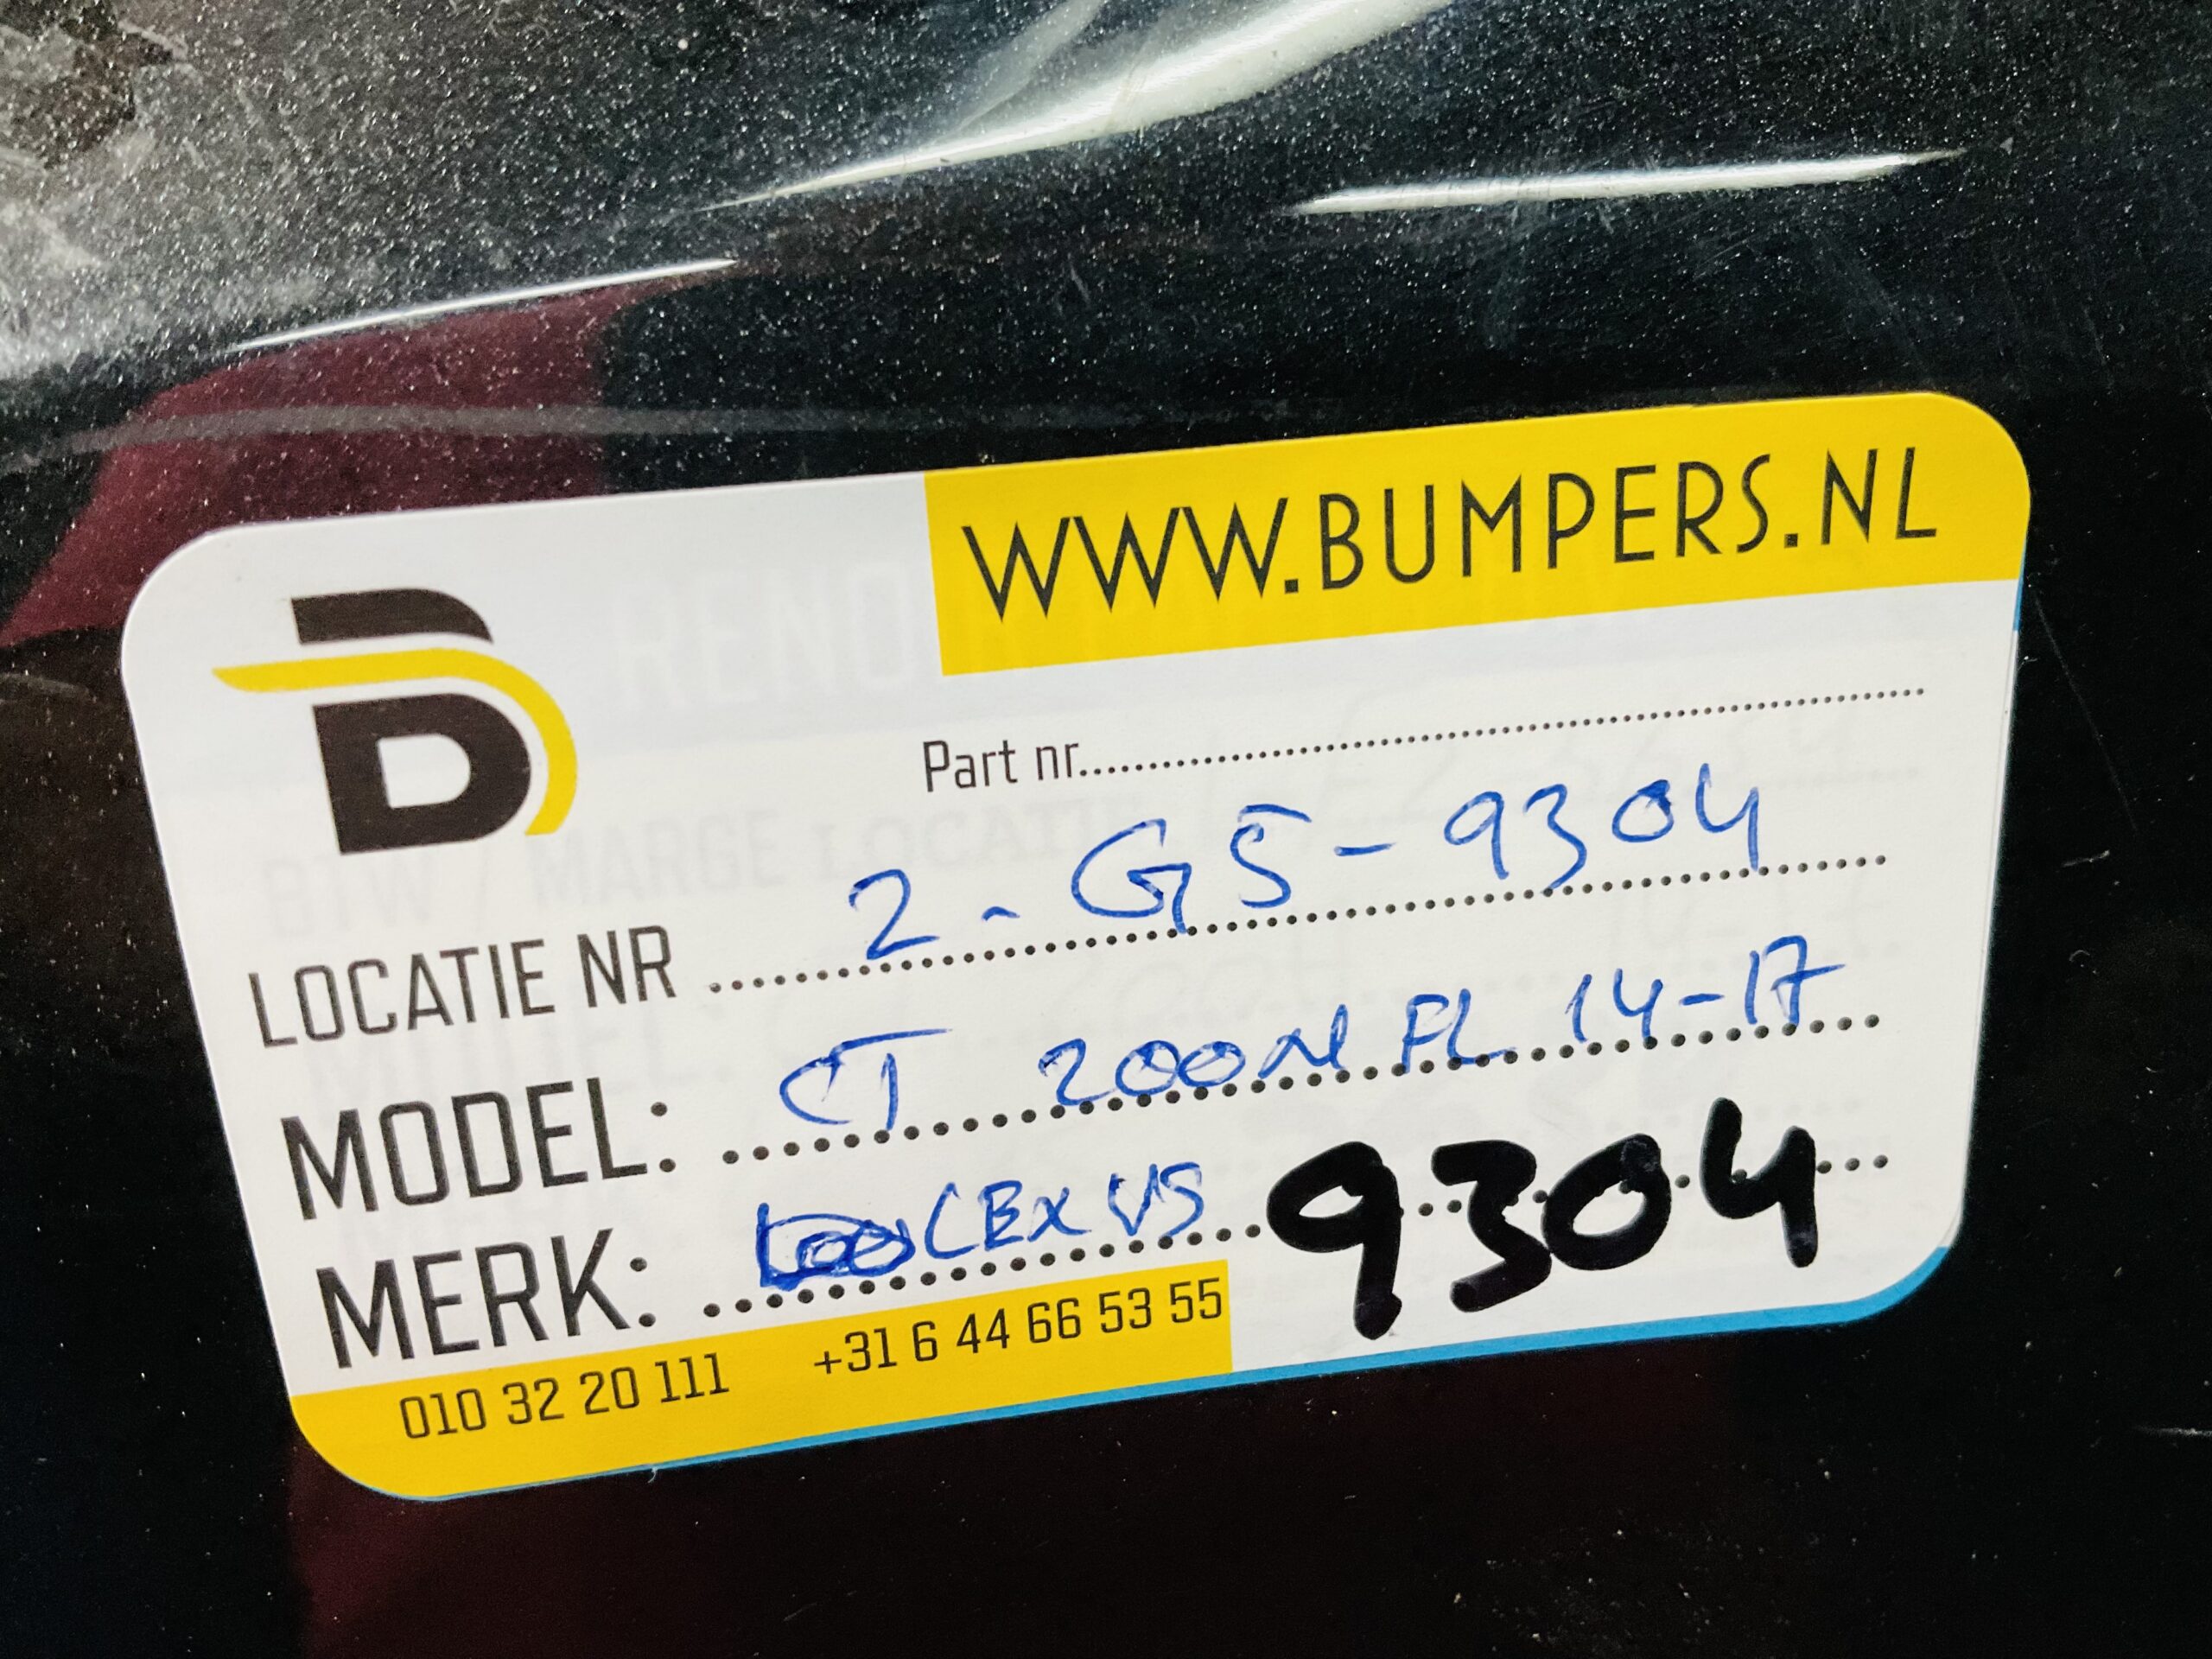 WWW.BUMPERS.NL
B
Part nr
LOCATIE NR 2-G5-9304
MODEL: CT 200H FL 14-17
MERK: LEXUS 9304
010 32 20 111 +31 6 44 66 53 55